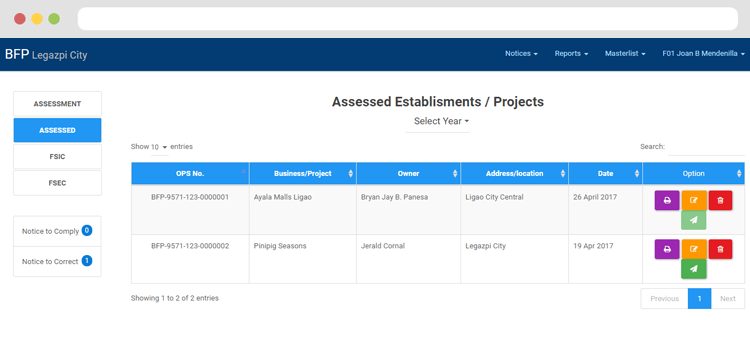 BFP Legazpi City
Notices Reports Masterlist F01 Joan B Mendenilla
ASSESSMENT
ASSESSED
FSIC
FSEC
Notice to Comply 0
Notice to Correct 1
Assessed Establisments / Projects
Select Year
Show 10 entries
Search:
OPS No. Business/Project Owner Address/location Date Option
BFP-9571-123-0000001 Ayala Malls Ligao Bryan Jay B. Panesa Ligao City Central 26 April 2017
BFP-9571-123-0000002 Pinipig Seasons Jerald Cornal Legazpi City 19 Apr 2017
Showing 1 to 2 of 2 entries
Previous 1 Next